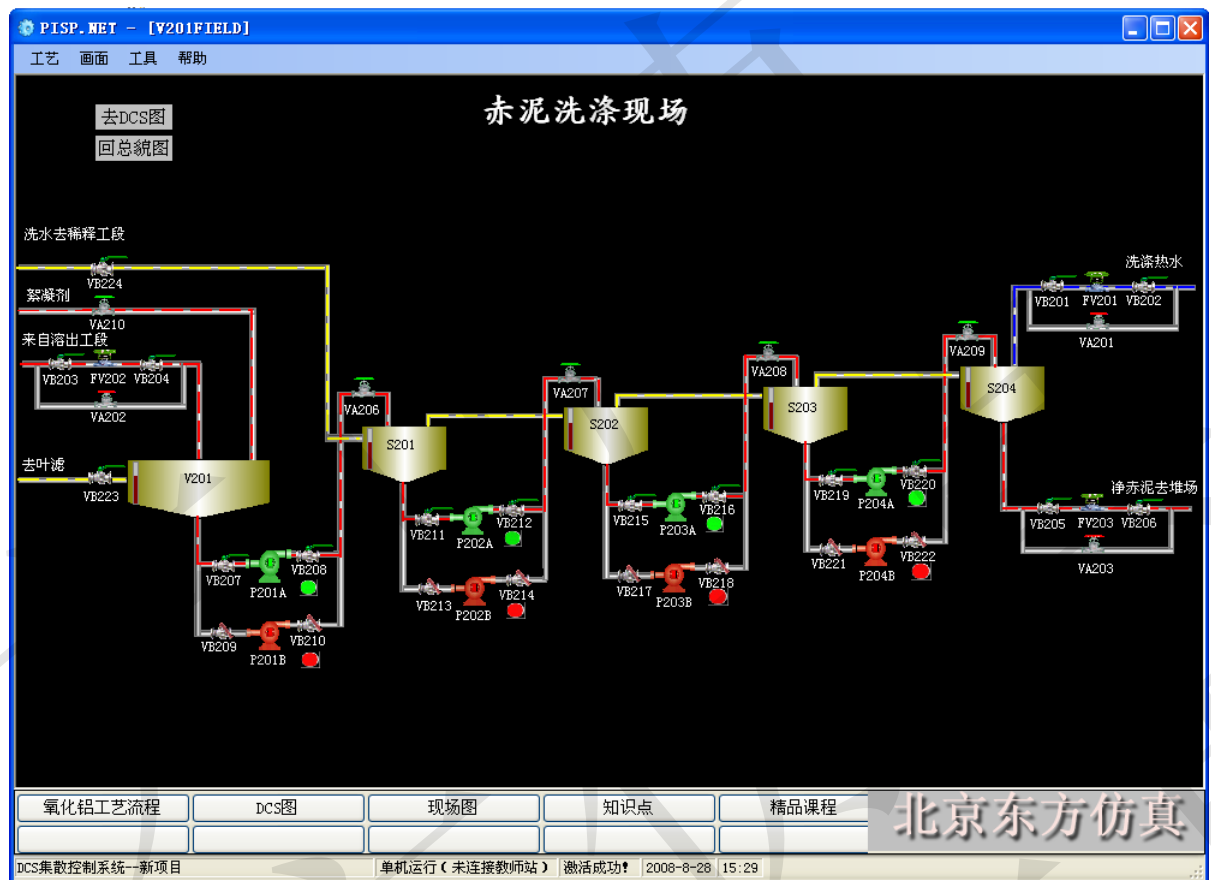 PISP.NET - [V201FIELD]
工艺 画面 工具 帮助
去DCS图
回总貌图
赤泥洗涤现场
洗水去稀释工段
VB224
絮凝剂
VA210
来自溶出工段
VB203 FV202 VB204
VA202
去叶滤
VB223
V201
VB207 VB208
P201A
VB209 VB210
P201B
VA206
S201
VB211 VB212
P202A
VB213 VB214
P202B
VA207
S202
VB215 VB216
P203A
VB217 VB218
P203B
VA208
S203
VB219 VB220
P204A
VB221 VB222
P204B
VA209
S204
洗涤热水
VB201 FV201 VB202
VA201
净赤泥去堆场
VB205 FV203 VB206
VA203
氧化铝工艺流程 DCS图 现场图 知识点 精品课程
北京东方仿真
DCS集散控制系统--新项目 单机运行(未连接教师站) 激活成功! 2008-8-28 15:29